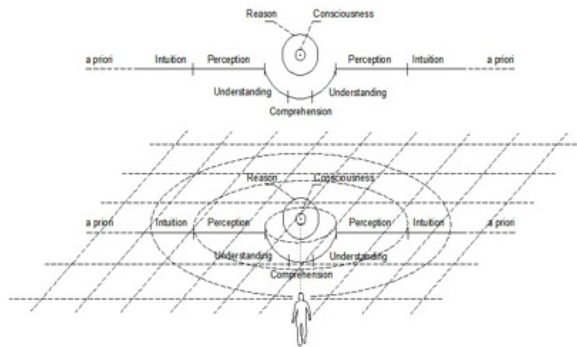 Reason Consciousness
a priori Intuition Perception Perception Intuition a priori
Understanding Understanding
Comprehension
Reason Consciousness
a priori Intuition Perception Perception Intuition a priori
Understanding Understanding
Comprehension